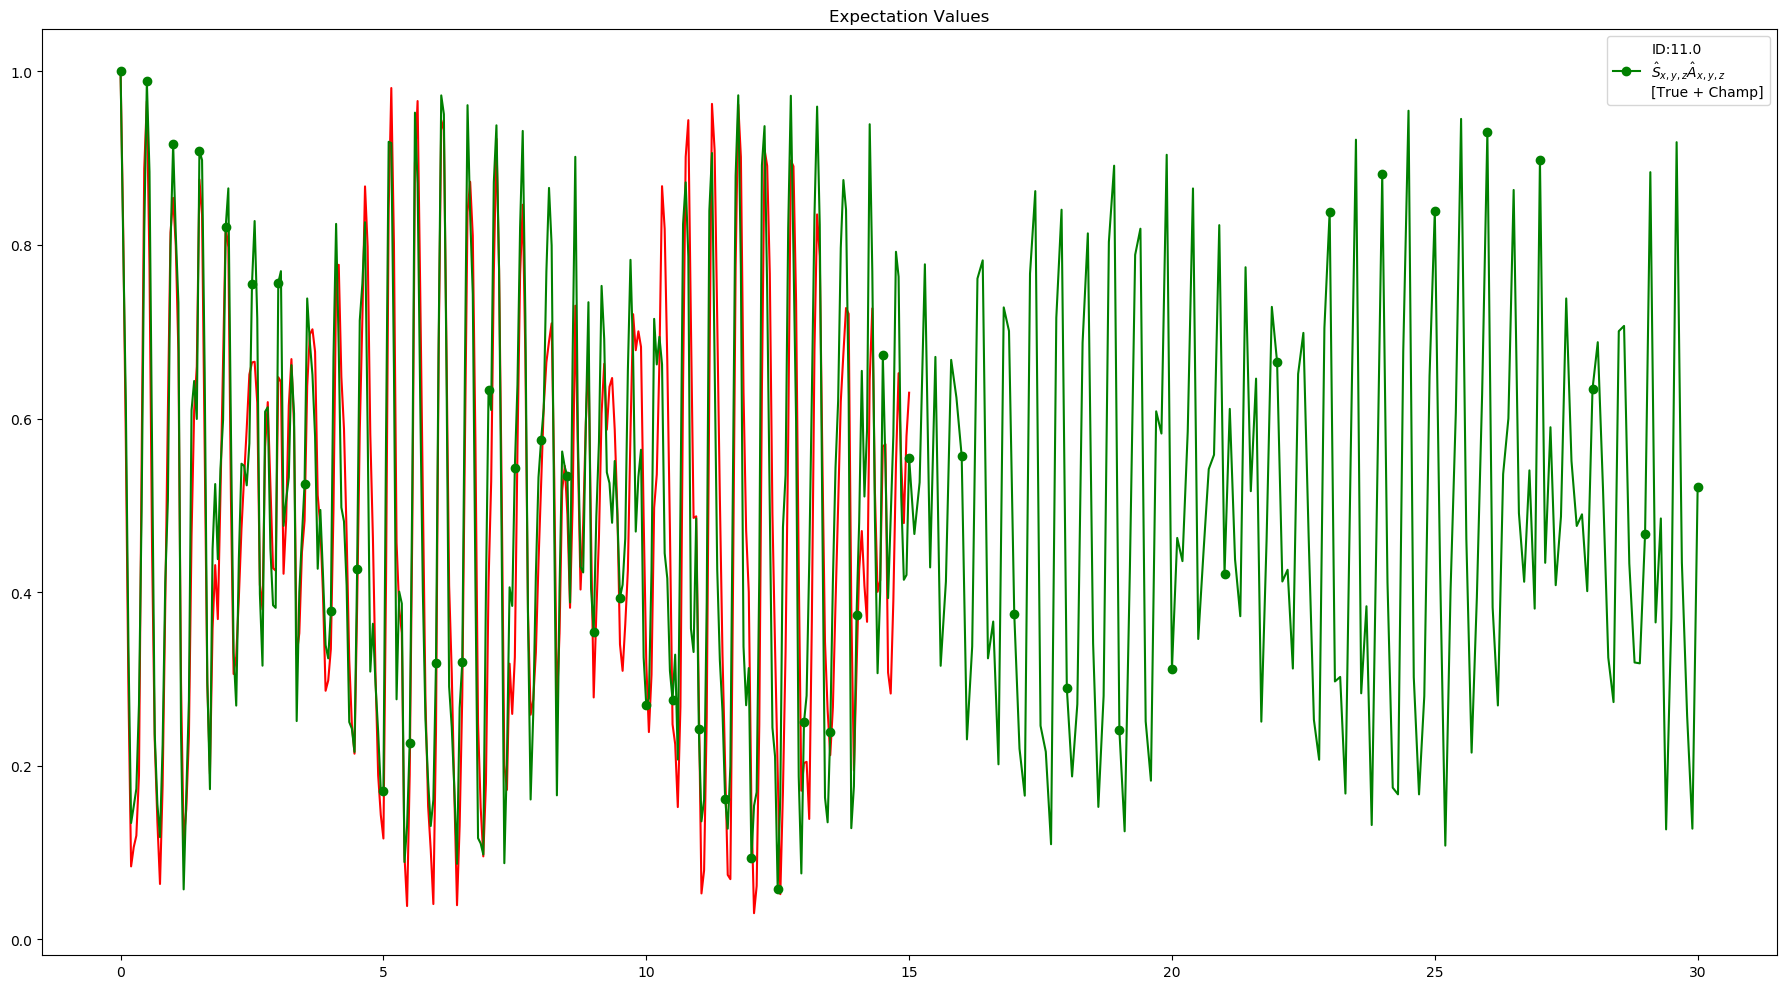 Expectation Values
ID:11.0
$\hat{S}_{x,y,z}\hat{A}_{x,y,z}$
[True + Champ]
1.0
0.8
0.6
0.4
0.2
0.0
0 5 10 15 20 25 30